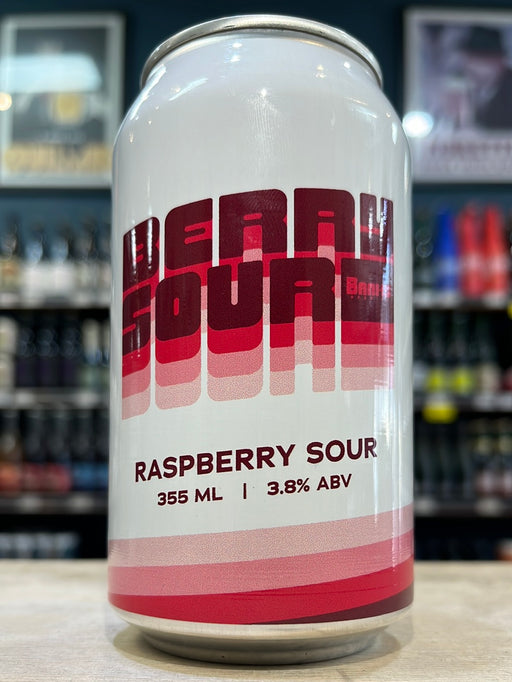 BERRY
SOUR
RASPBERRY SOUR
355 ML | 3.8% ABV